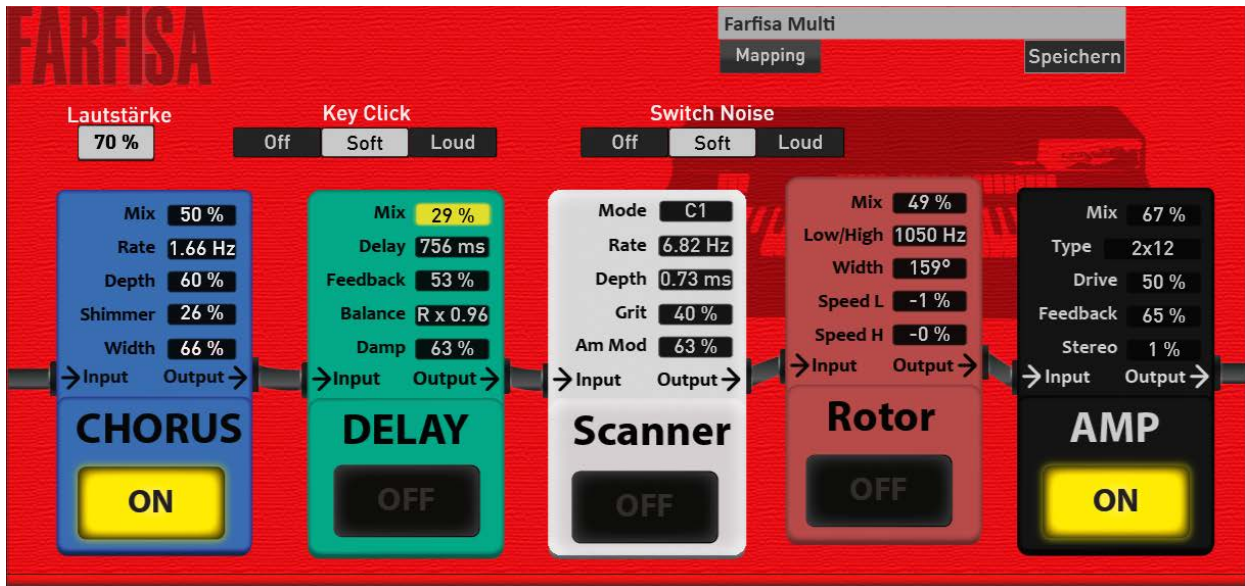 FARFISA
Farfisa Multi
Mapping Speichern
Lautstärke Key Click Switch Noise
70 % Off Soft Loud Off Soft Loud
Mix 50 %
Rate 1.66 Hz
Depth 60 %
Shimmer 26 %
Width 66 %
Input Output
CHORUS
ON
Mix 29 %
Delay 756 ms
Feedback 53 %
Balance R x 0.96
Damp 63 %
Input Output
DELAY
OFF
Mode C1
Rate 6.82 Hz
Depth 0.73 ms
Grit 40 %
Am Mod 63 %
Input Output
Scanner
OFF
Mix 49 %
Low/High 1050 Hz
Width 159°
Speed L -1 %
Speed H -0 %
Input Output
Rotor
OFF
Mix 67 %
Type 2x12
Drive 50 %
Feedback 65 %
Stereo 1 %
Input Output
AMP
ON